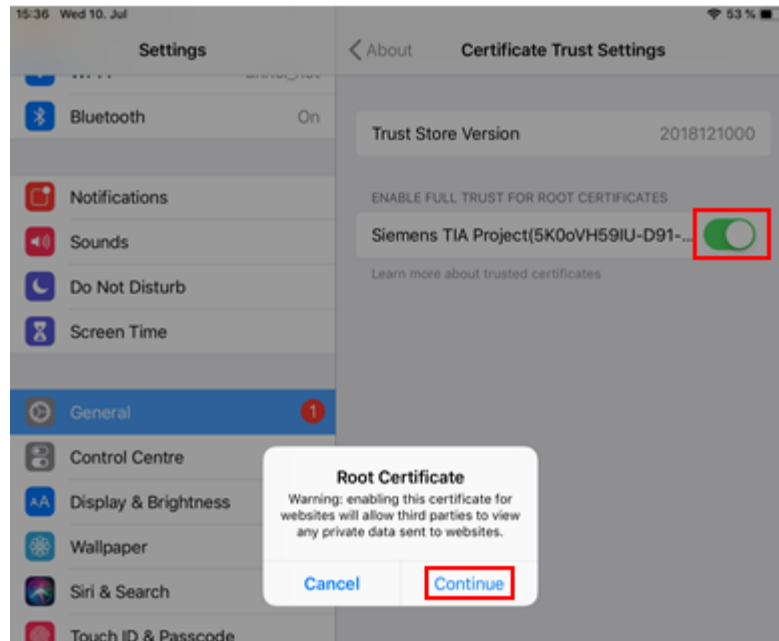 15:36 Wed 10. Jul
53 %
Settings
Bluetooth
On
Notifications
Sounds
Do Not Disturb
Screen Time
General
1
Control Centre
AA Display & Brightness
Wallpaper
Siri & Search
Touch ID & Passcode
About
Certificate Trust Settings
Trust Store Version
2018121000
ENABLE FULL TRUST FOR ROOT CERTIFICATES
Siemens TIA Project(5K0oVH59IU-D91-...
Learn more about trusted certificates
Root Certificate
Warning: enabling this certificate for
websites will allow third parties to view
any private data sent to websites.
Cancel
Continue